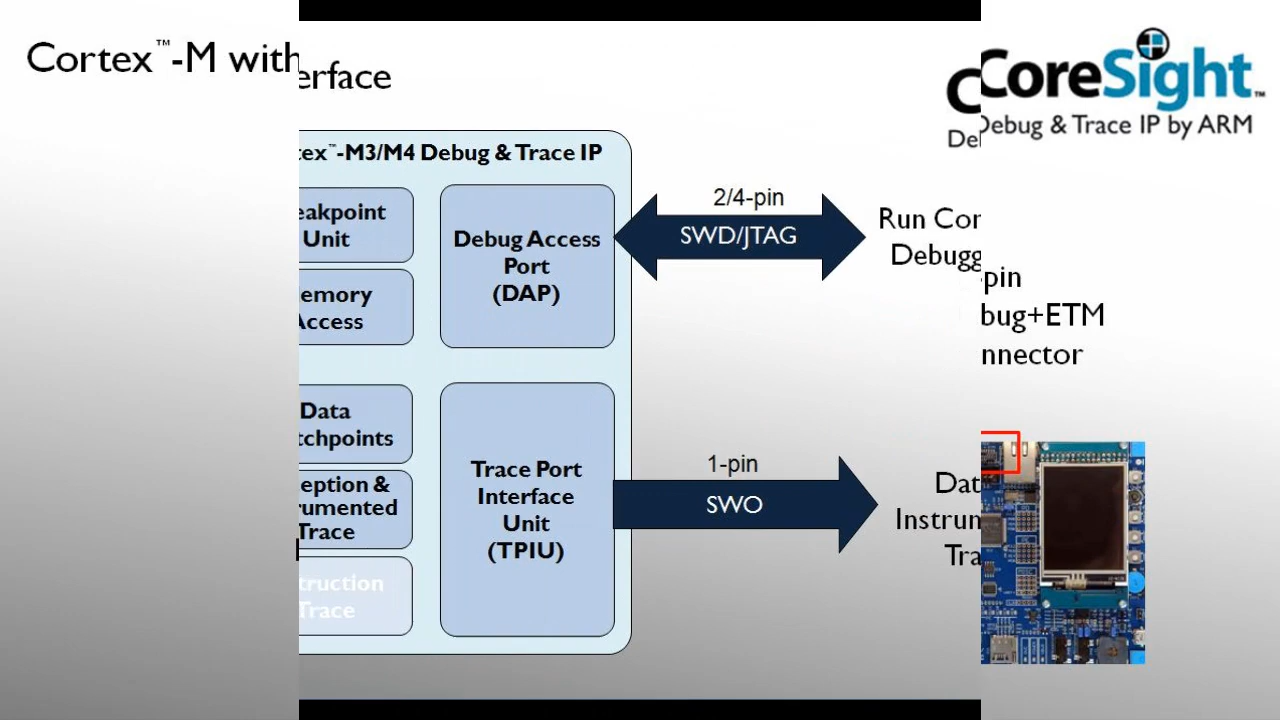 Cortex™-M with
erface
CoreSight™
Debug & Trace IP by ARM
C
De
tex™-M3/M4 Debug & Trace IP
eakpoint
Unit
emory
Access
Debug Access
Port
(DAP)
2/4-pin
SWD/JTAG
Run Con
Debugg
pin
bug+ETM
nnector
Data
tchpoints
eption &
rumented
Trace
truction
Trace
Trace Port
Interface
Unit
(TPIU)
1-pin
SWO
Dat
Instrum
Tra